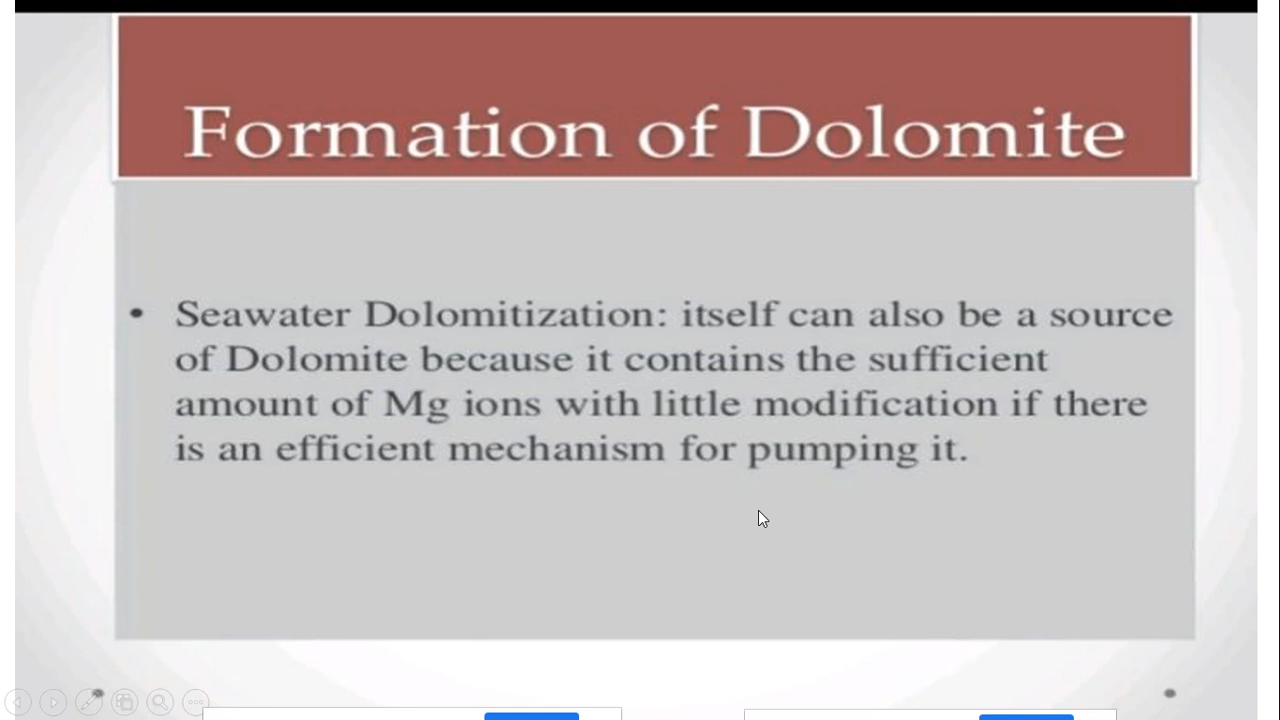 Formation of Dolomite
• Seawater Dolomitization: itself can also be a source
of Dolomite because it contains the sufficient
amount of Mg ions with little modification if there
is an efficient mechanism for pumping it.